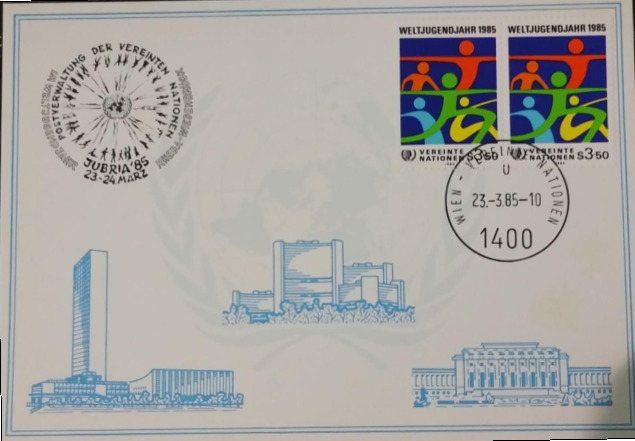 POSTVERWALTUNG DER VEREINTEN NATIONEN
JUBRIA '85
23-24. MÄRZ
WELTJUGENDJAHR 1985
VEREINTE
NATIONEN S3·50
WELTJUGENDJAHR 1985
VEREINTE
NATIONEN S3·50
WIEN - VEREINTE NATIONEN
U
23.-3.85-10
1400